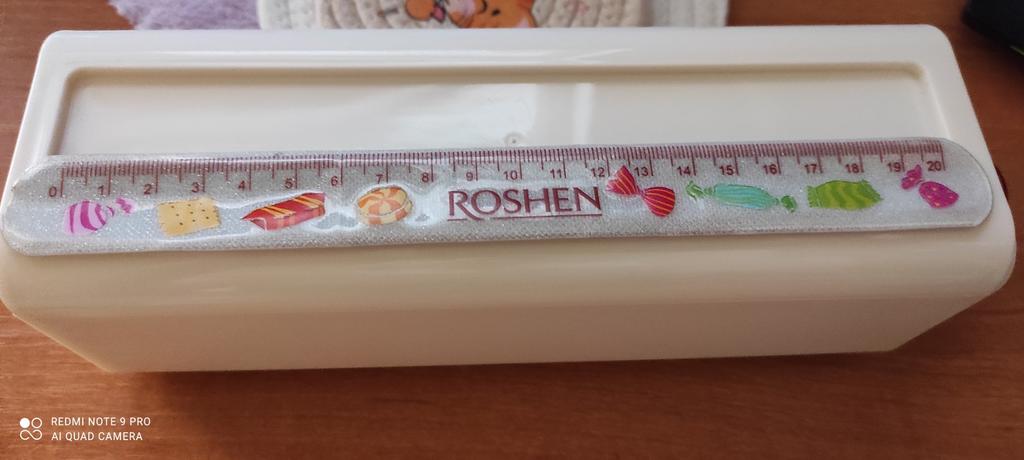 0 1 2 3 4 5 6 7 8 9 10 11 12 13 14 15 16 17 18 19 20
ROSHEN
REDMI NOTE 9 PRO
AI QUAD CAMERA